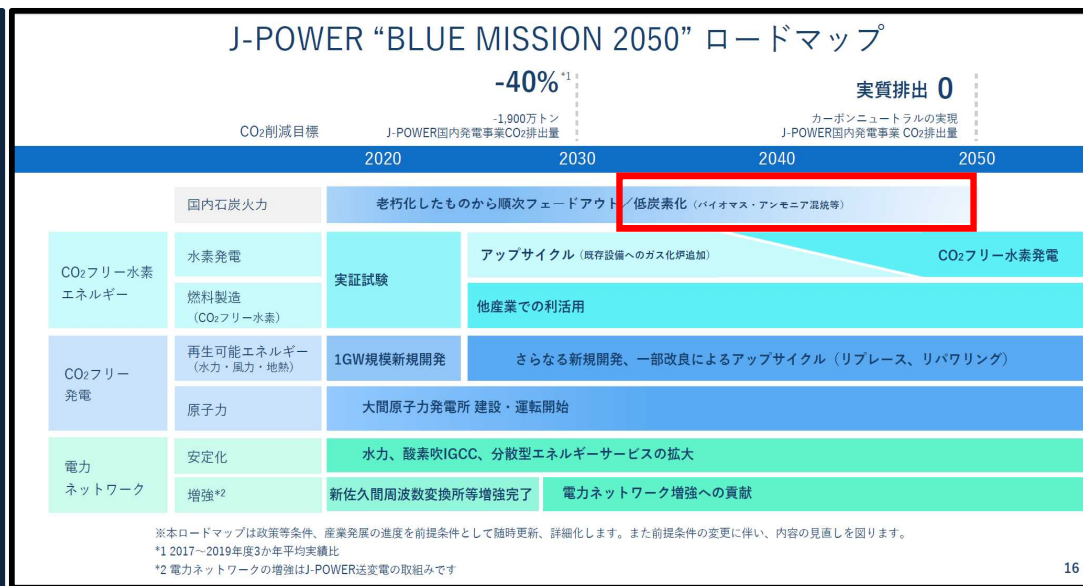 J-POWER “BLUE MISSION 2050” ロードマップ
-40%*1
実質排出 0
CO2削減目標
-1,900万トン
J-POWER国内発電事業CO2排出量
カーボンニュートラルの実現
J-POWER国内発電事業 CO2排出量
2020 2030 2040 2050
国内石炭火力
老朽化したものから順次フェードアウト／低炭素化（バイオマス・アンモニア混焼等）
CO2フリー水素
エネルギー
水素発電
実証試験
アップサイクル（既存設備へのガス化炉追加）
CO2フリー水素発電
燃料製造
（CO2フリー水素）
他産業での利活用
CO2フリー
発電
再生可能エネルギー
（水力・風力・地熱）
1GW規模新規開発
さらなる新規開発、一部改良によるアップサイクル（リプレース、リパワリング）
原子力
大間原子力発電所 建設・運転開始
電力
ネットワーク
安定化
水力、酸素吹IGCC、分散型エネルギーサービスの拡大
増強*2
新佐久間周波数変換所等増強完了
電力ネットワーク増強への貢献
※本ロードマップは政策等条件、産業発展の進度を前提条件として随時更新、詳細化します。また前提条件の変更に伴い、内容の見直しを図ります。
*1 2017～2019年度3か年平均実績比
*2 電力ネットワークの増強はJ-POWER送変電の取組みです
16